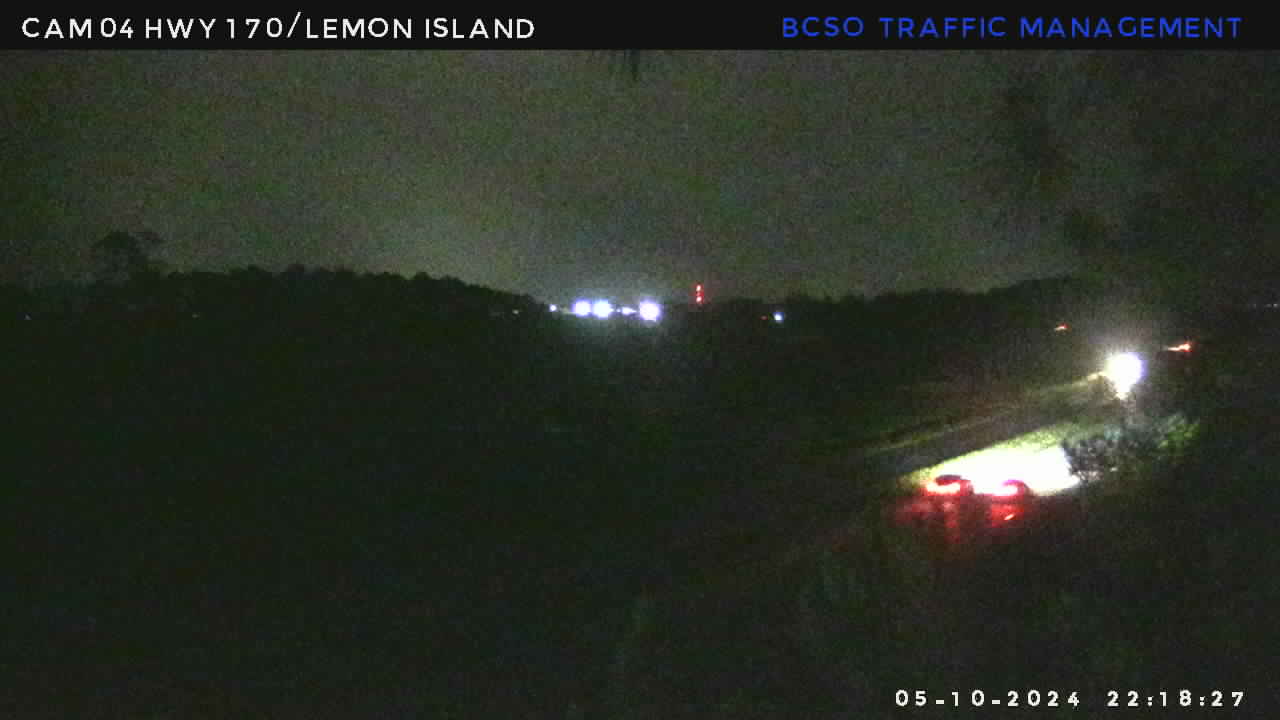 CAM04 HWY 170/LEMON ISLAND
BCSO TRAFFIC MANAGEMENT
05-10-2024 22:18:27